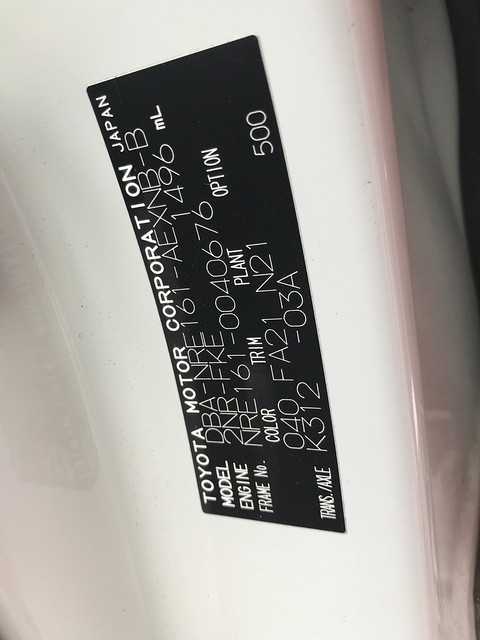 TOYOTA MOTOR CORPORATION JAPAN
MODEL DBA-NRE161-AEXNB-B
ENGINE 2NR-FKE 1496 mL
FRAME No. NRE161-0040676
COLOR TRIM PLANT OPTION
040 FA21 N21 500
TRANS./AXLE K312 -03A